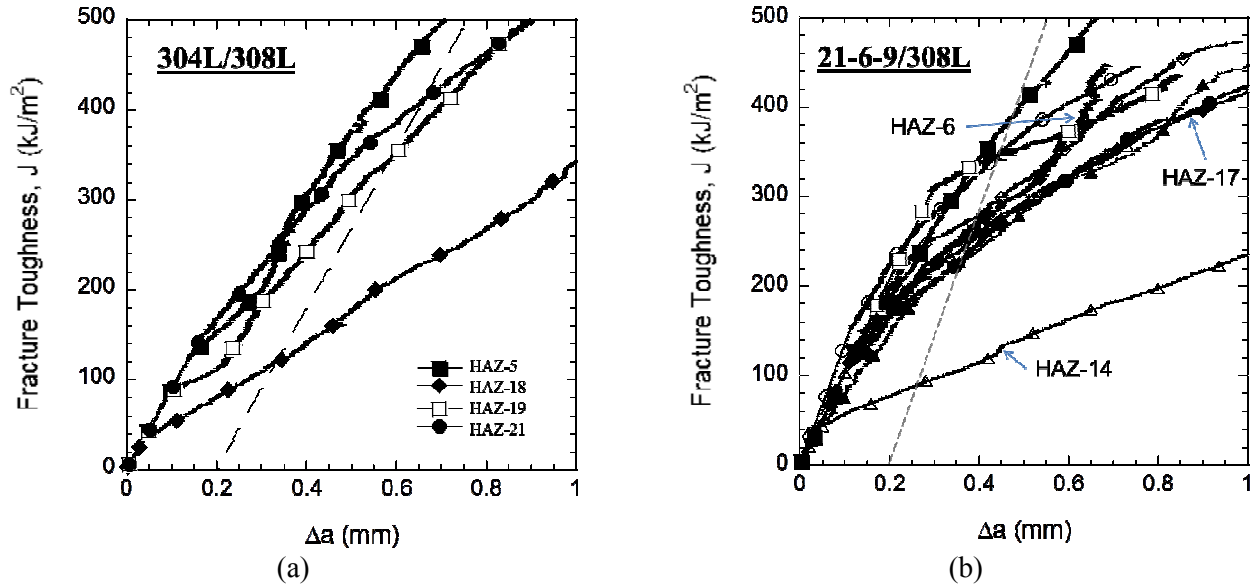 304L/308L
Fracture Toughness, J (kJ/m²)
500
400
300
200
100
0
HAZ-5
HAZ-18
HAZ-19
HAZ-21
0 0.2 0.4 0.6 0.8 1
Δa (mm)
(a)
21-6-9/308L
Fracture Toughness, J (kJ/m²)
500
400
300
200
100
0
HAZ-6
HAZ-17
HAZ-14
0 0.2 0.4 0.6 0.8 1
Δa (mm)
(b)